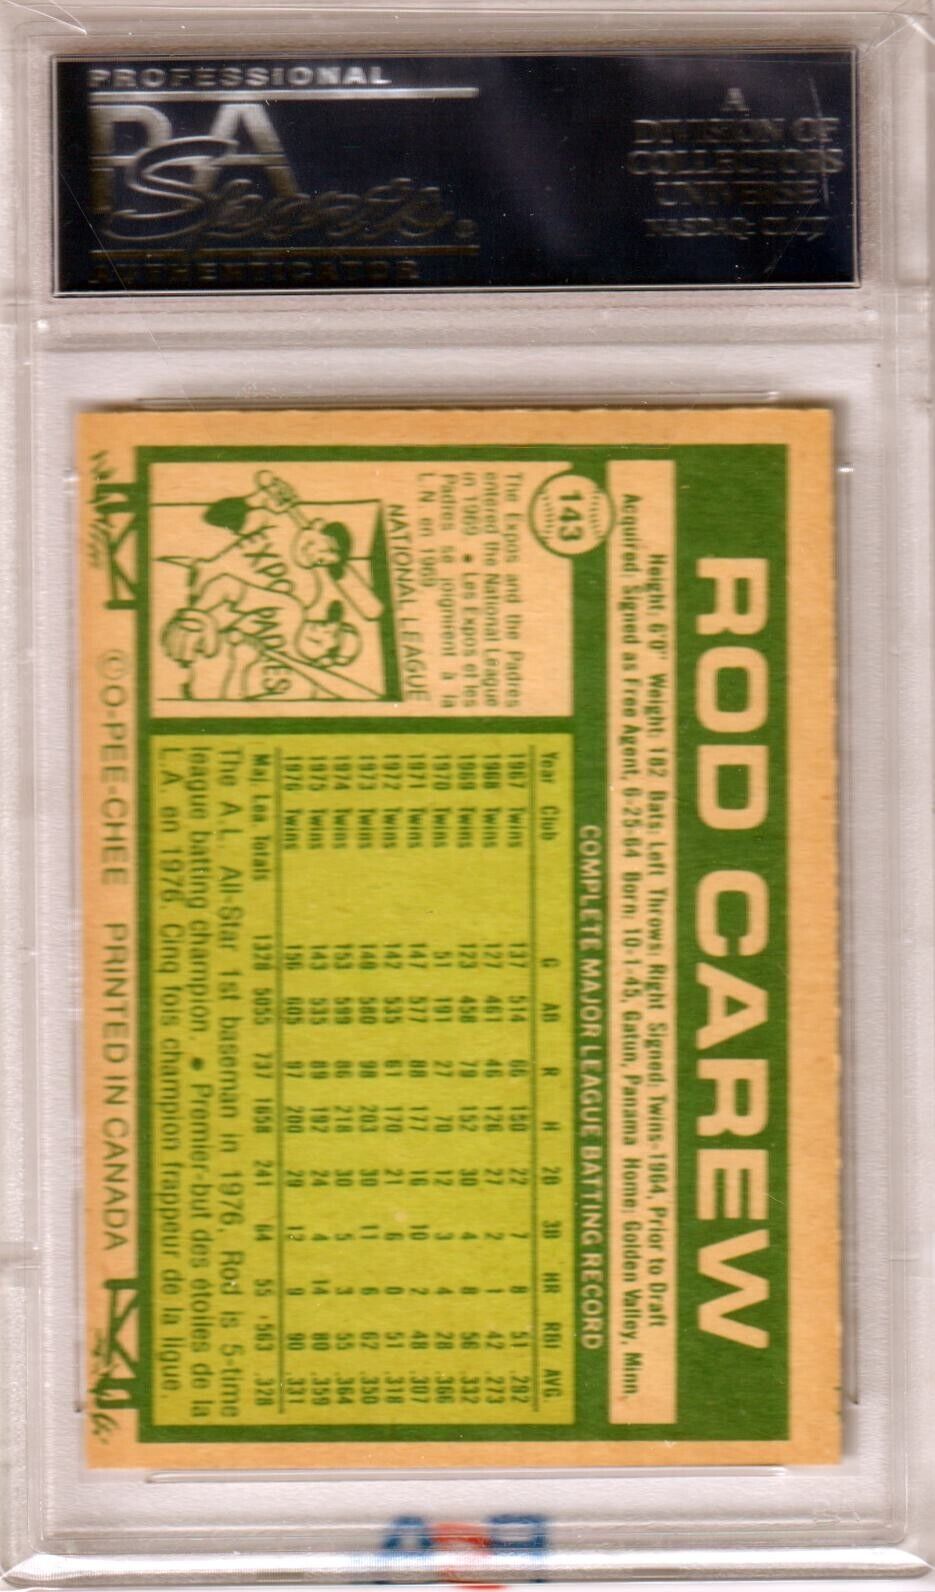 PROFESSIONAL
PSA
Sports
AUTHENTICATOR
A
DIVISION OF
COLLECTORS
UNIVERSE
NASDAQ: CLCT
ROD CAREW
Height: 6'0" Weight: 182 Bats: Left Throws: Right Signed: Twins-1964, Prior to Draft
Acquired: Signed as Free Agent, 6-25-64 Born: 10-1-45, Gatun, Panama Home: Golden Valley, Minn.
143
COMPLETE MAJOR LEAGUE BATTING RECORD
The Expos and the Padres
entered the National League
in 1969 • Les Expos et les
Padres se joignient à la
L.N. en 1969
NATIONAL LEAGUE
EXPO
PADRES
Year Club G AB R H 2B 3B HR RBI AVG.
1967 Twins 137 514 66 150 22 7 8 51 .292
1968 Twins 127 461 46 126 27 2 1 42 .273
1969 Twins 123 458 79 152 30 4 8 56 .332
1970 Twins 51 191 27 70 12 3 4 28 .366
1971 Twins 147 577 88 177 16 10 2 48 .307
1972 Twins 142 535 61 170 21 6 0 51 .318
1973 Twins 149 580 98 203 30 11 6 62 .350
1974 Twins 153 599 86 218 30 5 3 55 .364
1975 Twins 143 535 89 192 24 4 14 80 .359
1976 Twins 156 605 97 200 29 12 9 90 .331
Maj. Lea. Totals 1328 5055 737 1658 241 64 55 563 .328
The A.L. All-Star 1st baseman in 1976, Rod is 5-time
league batting champion. • Premier-but des étoiles de la
L.A. en 1976. Cinq fois champion frappeur de la ligue.
©O-PEE-CHEE PRINTED IN CANADA